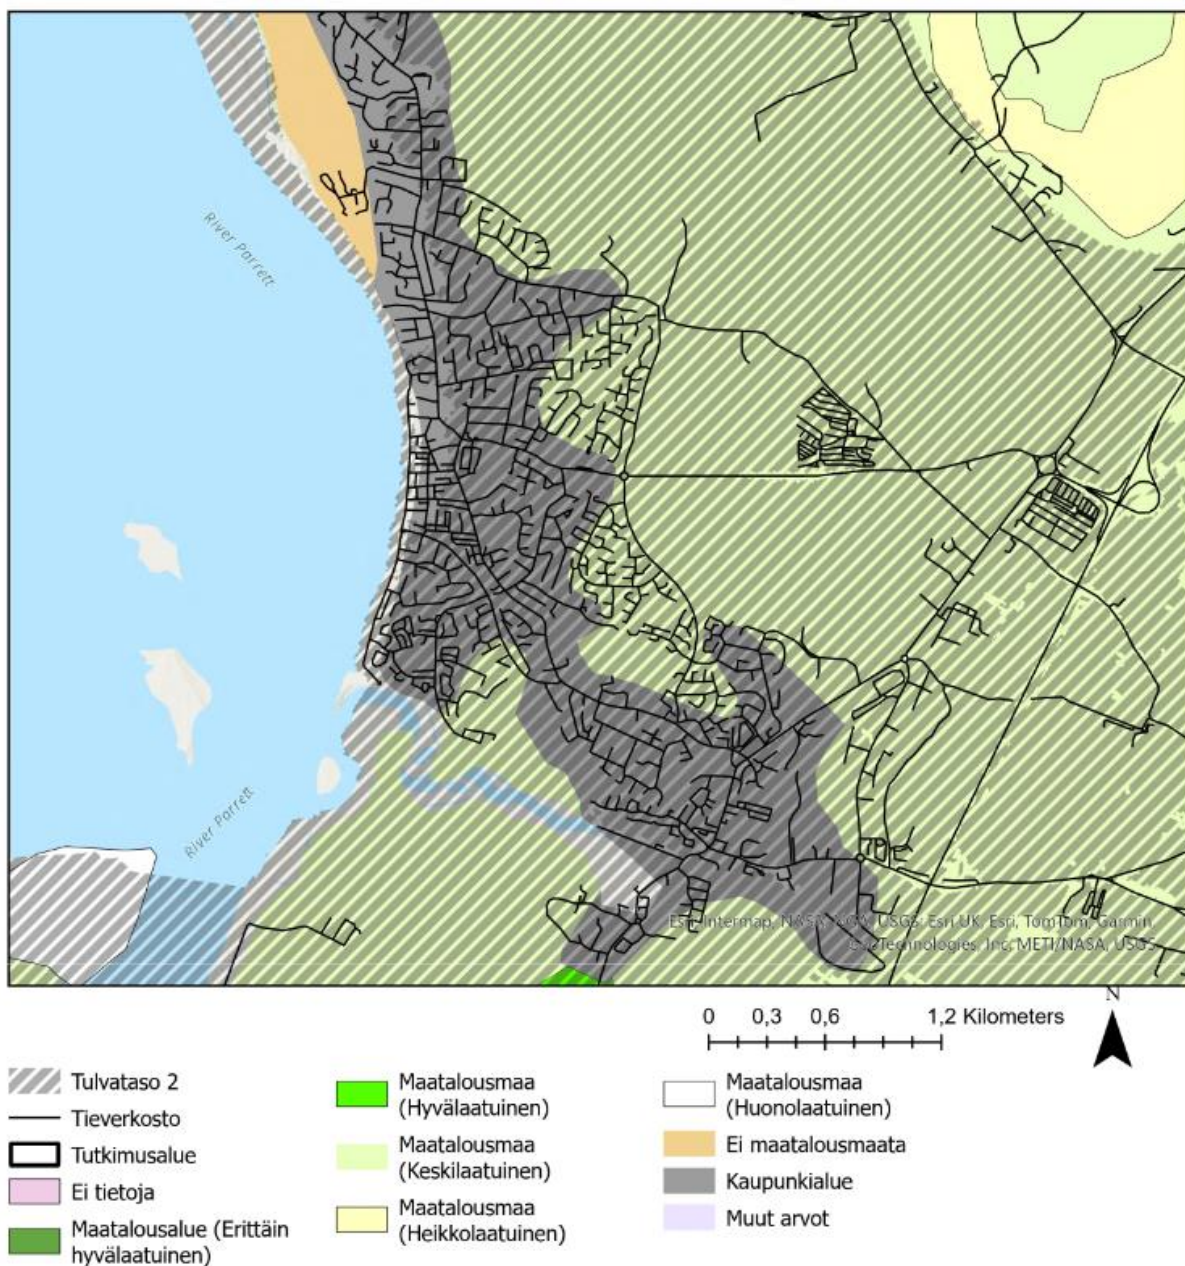 River Parrett
River Parrett
Esri, Intermap, NASA, NGA, USGS; Esri UK, Esri, TomTom, Garmin,
GeoTechnologies, Inc, METI/NASA, USGS
N
0 0,3 0,6 1,2 Kilometers
Tulvataso 2
Tieverkosto
Tutkimusalue
Ei tietoja
Maatalousalue (Erittäin
hyvälaatuinen)
Maatalousmaa
(Hyvälaatuinen)
Maatalousmaa
(Keskilaatuinen)
Maatalousmaa
(Heikkolaatuinen)
Maatalousmaa
(Huonolaatuinen)
Ei maatalousmaata
Kaupunkialue
Muut arvot